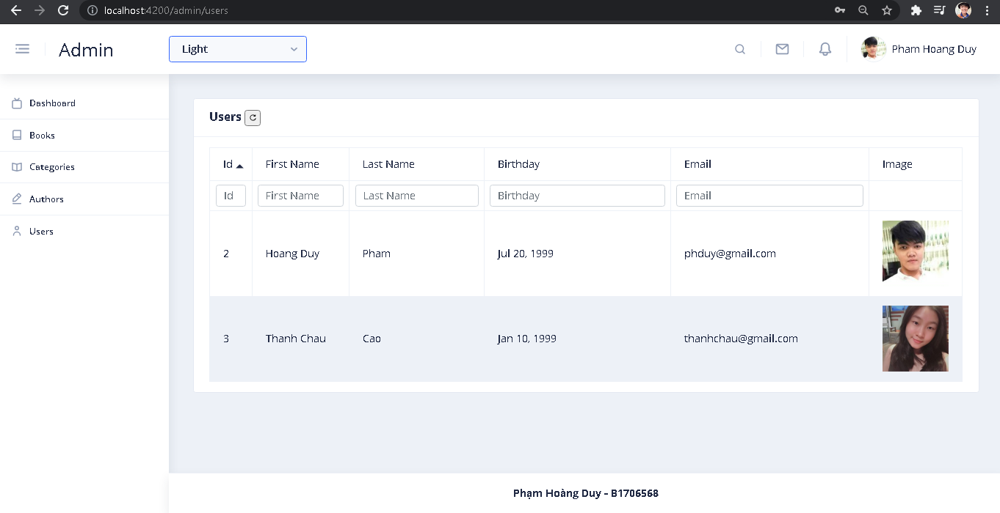 localhost:4200/admin/users
Admin
Light
Pham Hoang Duy
Dashboard
Books
Categories
Authors
Users
Users
Id First Name Last Name Birthday Email Image
Id First Name Last Name Birthday Email
2 Hoang Duy Pham Jul 20, 1999 phduy@gmail.com
3 Thanh Chau Cao Jan 10, 1999 thanhchau@gmail.com
Phạm Hoàng Duy - B1706568